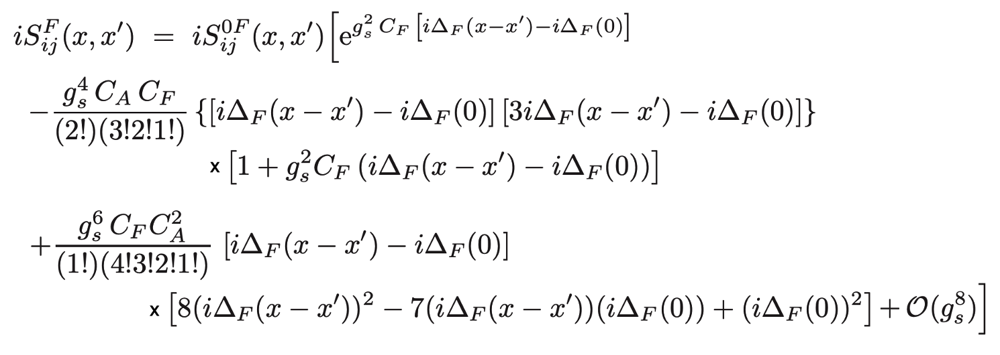 iS^F_{ij}(x, x′) = iS^{0F}_{ij}(x, x′)[e^{g_s^2 C_F [iΔ_F(x−x′)−iΔ_F(0)]}
− \frac{g_s^4 C_A C_F}{(2!)(3!2!1!)} {[iΔ_F(x − x′) − iΔ_F(0)] [3iΔ_F(x − x′) − iΔ_F(0)]}
x [1 + g_s^2 C_F (iΔ_F(x − x′) − iΔ_F(0))]
+ \frac{g_s^6 C_F C_A^2}{(1!)(4!3!2!1!)} [iΔ_F(x − x′) − iΔ_F(0)]
x [8(iΔ_F(x − x′))^2 − 7(iΔ_F(x − x′))(iΔ_F(0)) + (iΔ_F(0))^2] + 𝒪(g_s^8)]